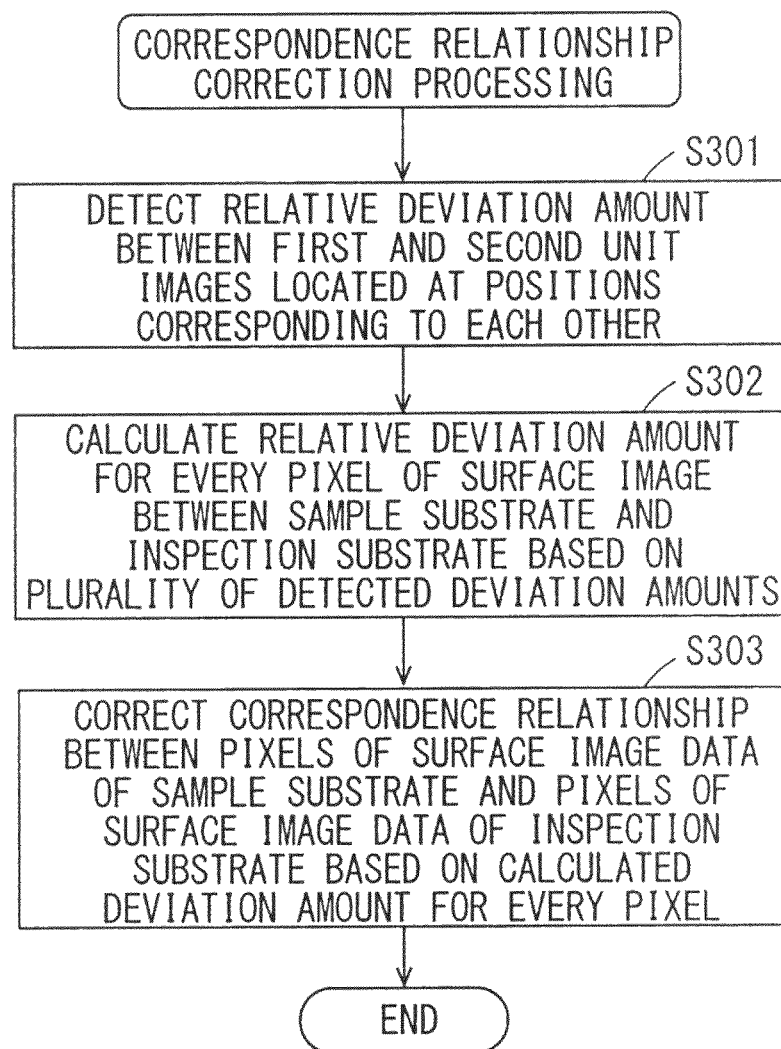 CORRESPONDENCE RELATIONSHIP
CORRECTION PROCESSING
S301
DETECT RELATIVE DEVIATION AMOUNT
BETWEEN FIRST AND SECOND UNIT
IMAGES LOCATED AT POSITIONS
CORRESPONDING TO EACH OTHER
S302
CALCULATE RELATIVE DEVIATION AMOUNT
FOR EVERY PIXEL OF SURFACE IMAGE
BETWEEN SAMPLE SUBSTRATE AND
INSPECTION SUBSTRATE BASED ON
PLURALITY OF DETECTED DEVIATION AMOUNTS
S303
CORRECT CORRESPONDENCE RELATIONSHIP
BETWEEN PIXELS OF SURFACE IMAGE DATA
OF SAMPLE SUBSTRATE AND PIXELS OF
SURFACE IMAGE DATA OF INSPECTION
SUBSTRATE BASED ON CALCULATED
DEVIATION AMOUNT FOR EVERY PIXEL
END